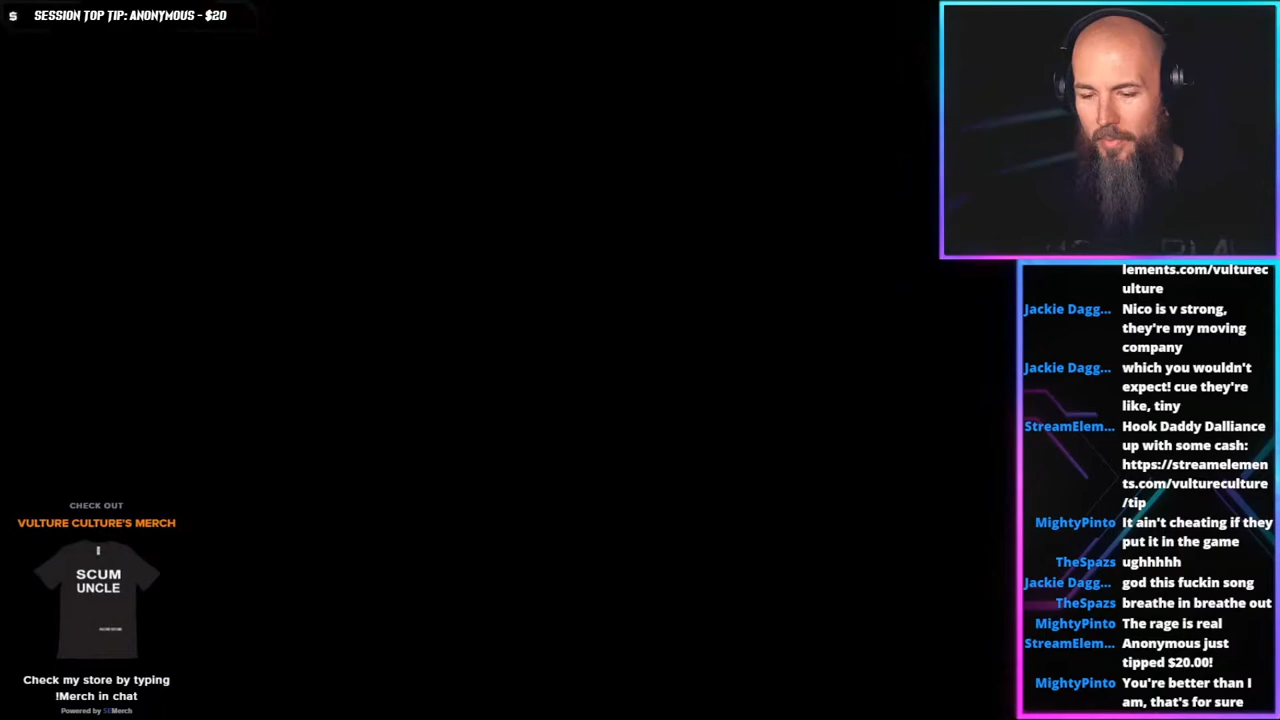 $ SESSION TOP TIP: ANONYMOUS - $20
lements.com/vulturec
ulture
Jackie Dagg... Nico is v strong,
they're my moving
company
Jackie Dagg... which you wouldn't
expect! cue they're
like, tiny
StreamElem... Hook Daddy Dalliance
up with some cash:
https://streamelemen
ts.com/vultureculture
/tip
MightyPinto It ain't cheating if they
put it in the game
TheSpazs ughhhhh
Jackie Dagg... god this fuckin song
TheSpazs breathe in breathe out
MightyPinto The rage is real
StreamElem... Anonymous just
tipped $20.00!
MightyPinto You're better than I
am, that's for sure
CHECK OUT
VULTURE CULTURE'S MERCH
SCUM
UNCLE
Check my store by typing
!Merch in chat
Powered by SEMerch